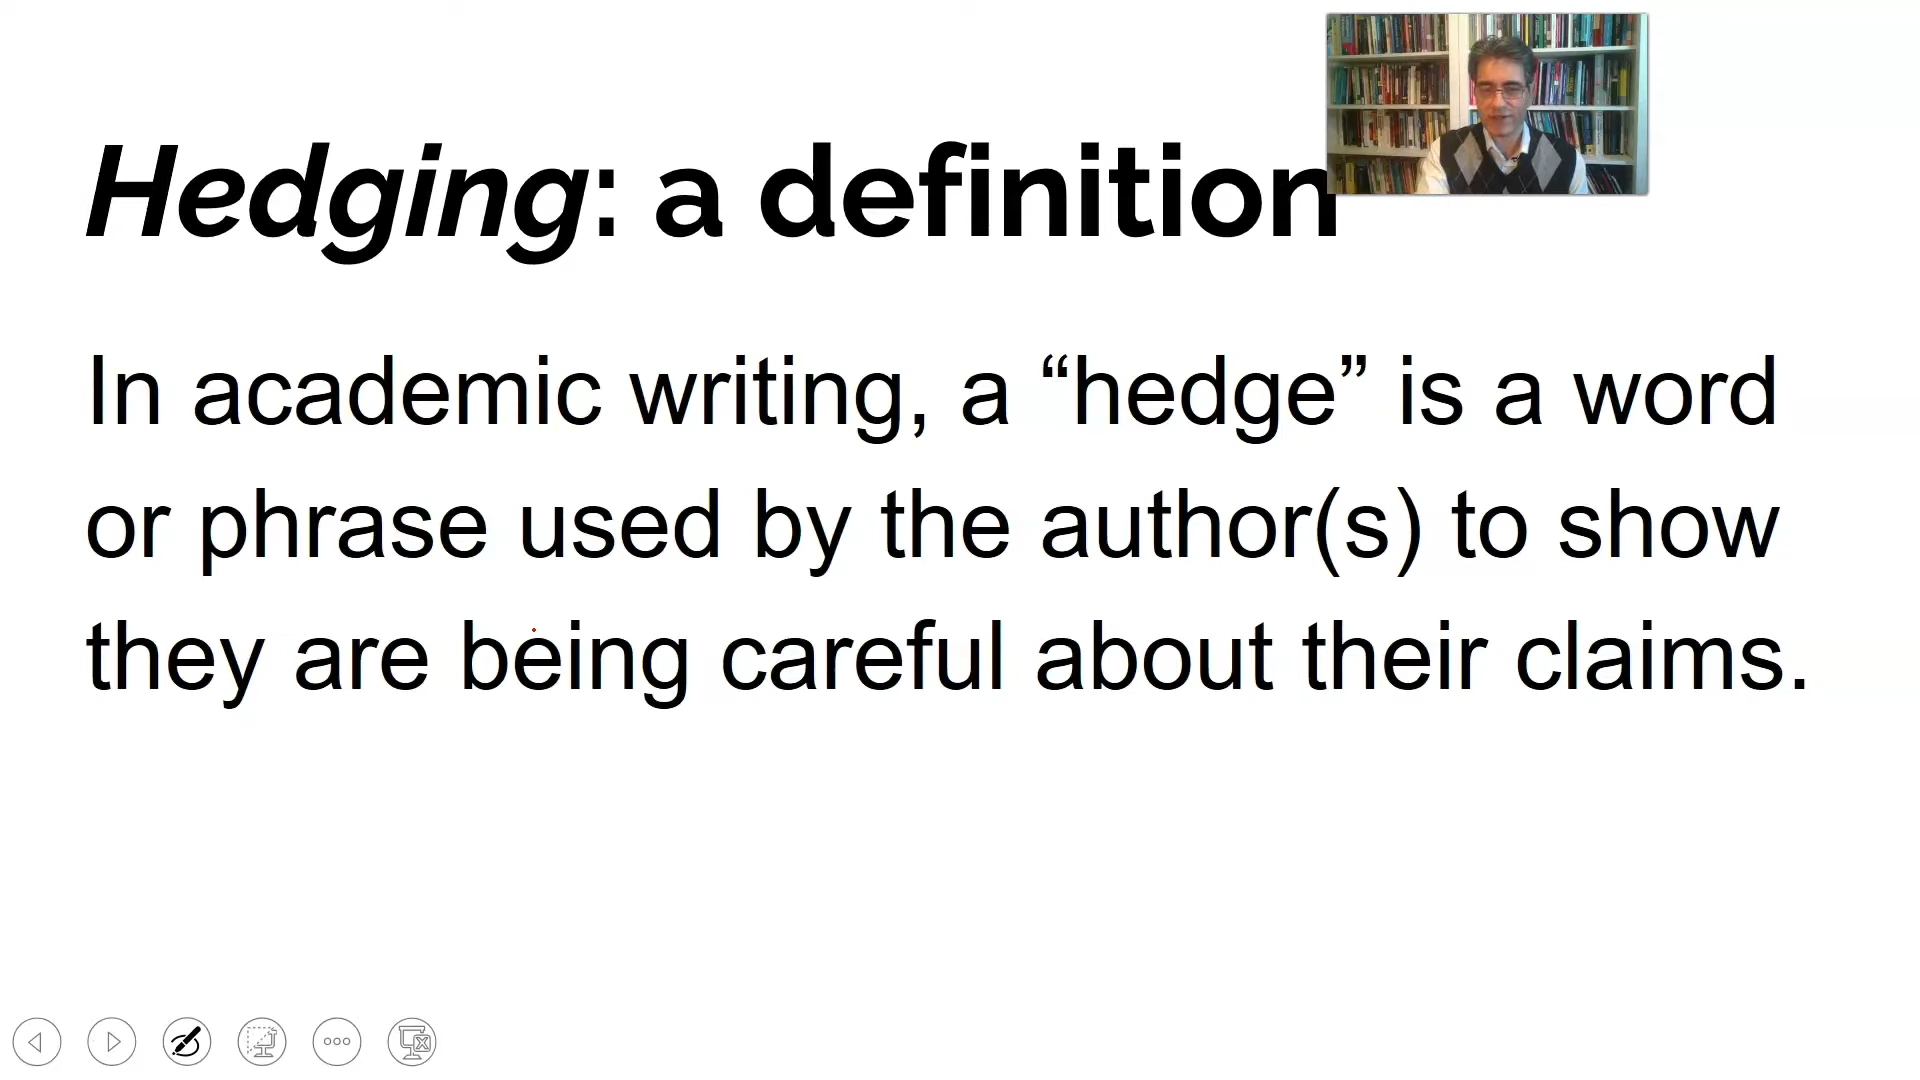 Hedging: a definition
In academic writing, a “hedge” is a word
or phrase used by the author(s) to show
they are being careful about their claims.